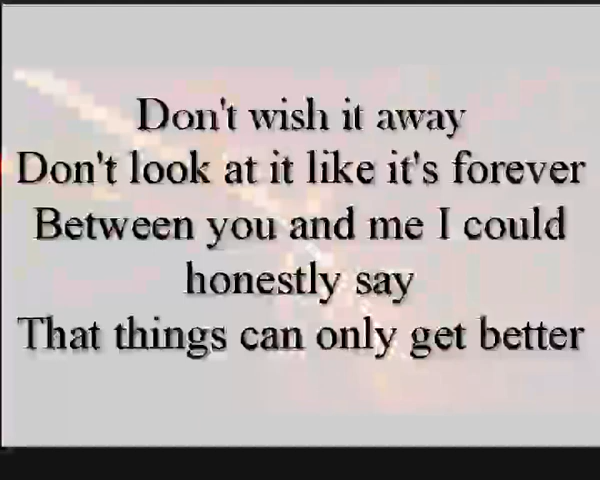 Don't wish it away
Don't look at it like it's forever
Between you and me I could
honestly say
That things can only get better